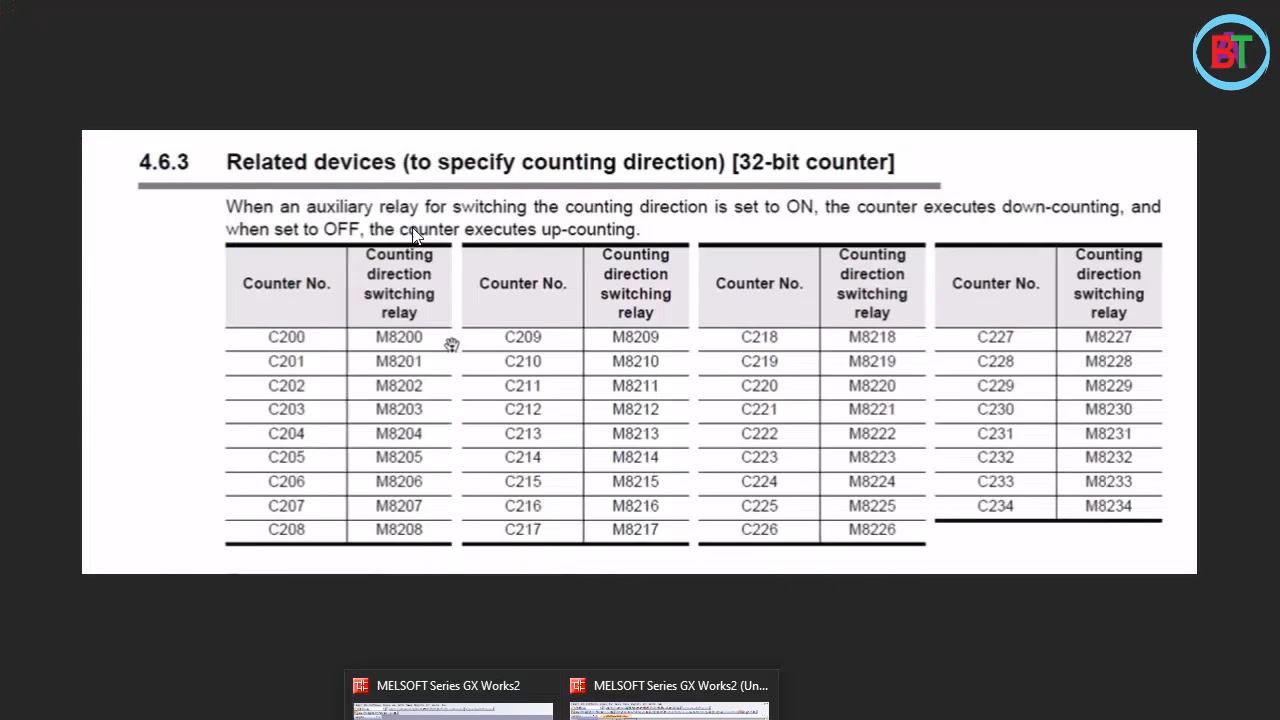 BT
4.6.3 Related devices (to specify counting direction) [32-bit counter]
When an auxiliary relay for switching the counting direction is set to ON, the counter executes down-counting, and
when set to OFF, the counter executes up-counting.
Counter No. Counting direction switching relay Counter No. Counting direction switching relay Counter No. Counting direction switching relay Counter No. Counting direction switching relay
C200 M8200 C209 M8209 C218 M8218 C227 M8227
C201 M8201 C210 M8210 C219 M8219 C228 M8228
C202 M8202 C211 M8211 C220 M8220 C229 M8229
C203 M8203 C212 M8212 C221 M8221 C230 M8230
C204 M8204 C213 M8213 C222 M8222 C231 M8231
C205 M8205 C214 M8214 C223 M8223 C232 M8232
C206 M8206 C215 M8215 C224 M8224 C233 M8233
C207 M8207 C216 M8216 C225 M8225 C234 M8234
C208 M8208 C217 M8217 C226 M8226
MELSOFT Series GX Works2 MELSOFT Series GX Works2 (Un...